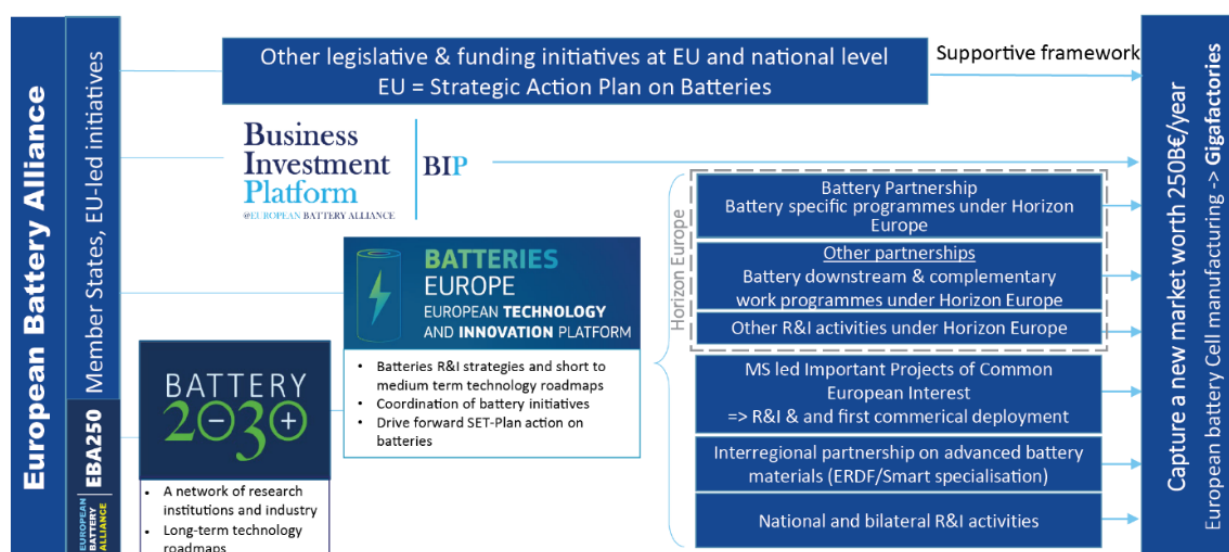 European Battery Alliance
Member States, EU-led initiatives
EBA250
EUROPEAN
BATTERY
ALLIANCE
Other legislative & funding initiatives at EU and national level
EU = Strategic Action Plan on Batteries
Supportive framework
Business
Investment
Platform
@EUROPEAN BATTERY ALLIANCE
BIP
BATTERIES
EUROPE
EUROPEAN TECHNOLOGY
AND INNOVATION PLATFORM
• Batteries R&I strategies and short to
medium term technology roadmaps
• Coordination of battery initiatives
• Drive forward SET-Plan action on
batteries
BATTERY
2030+
• A network of research
institutions and industry
• Long-term technology
roadmaps
Horizon Europe
Battery Partnership
Battery specific programmes under Horizon
Europe
Other partnerships
Battery downstream & complementary
work programmes under Horizon Europe
Other R&I activities under Horizon Europe
MS led Important Projects of Common
European Interest
=> R&I & and first commerical deployment
Interregional partnership on advanced battery
materials (ERDF/Smart specialisation)
National and bilateral R&I activities
Capture a new market worth 250B€/year
European battery Cell manufacturing -> Gigafactories